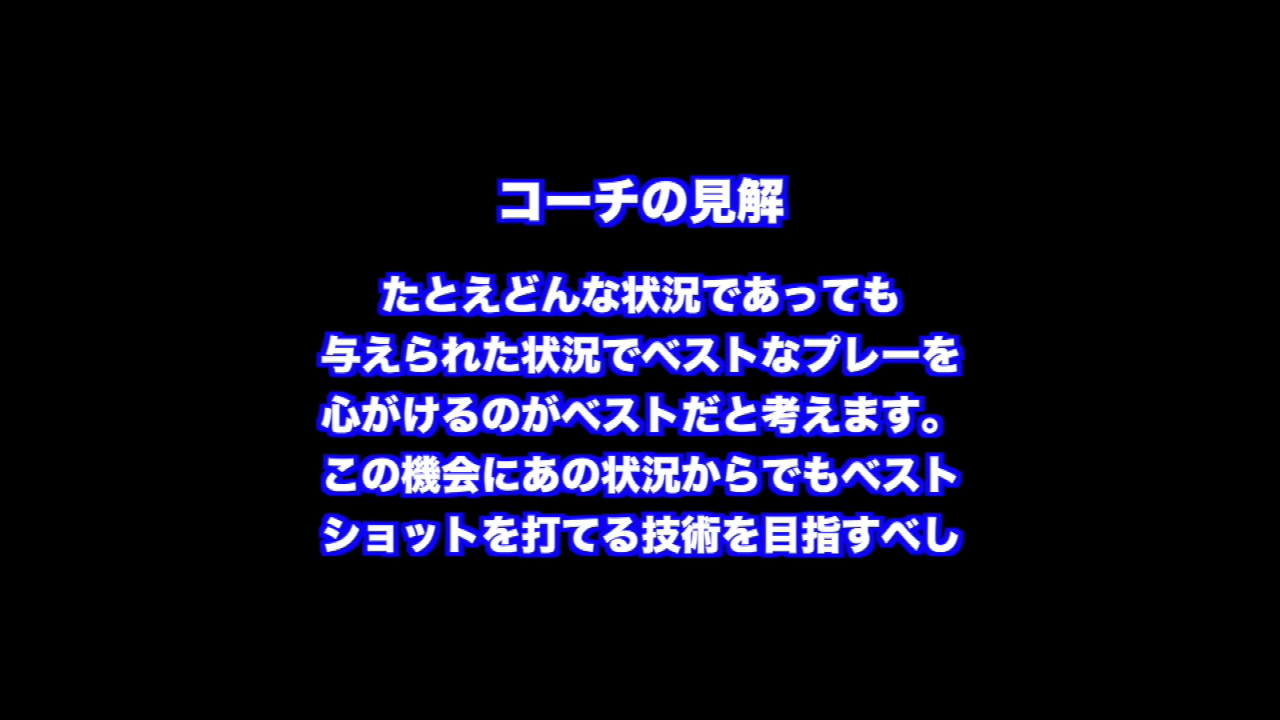 コーチの見解
たとえどんな状況であっても
与えられた状況でベストなプレーを
心がけるのがベストだと考えます。
この機会にあの状況からでもベスト
ショットを打てる技術を目指すべし